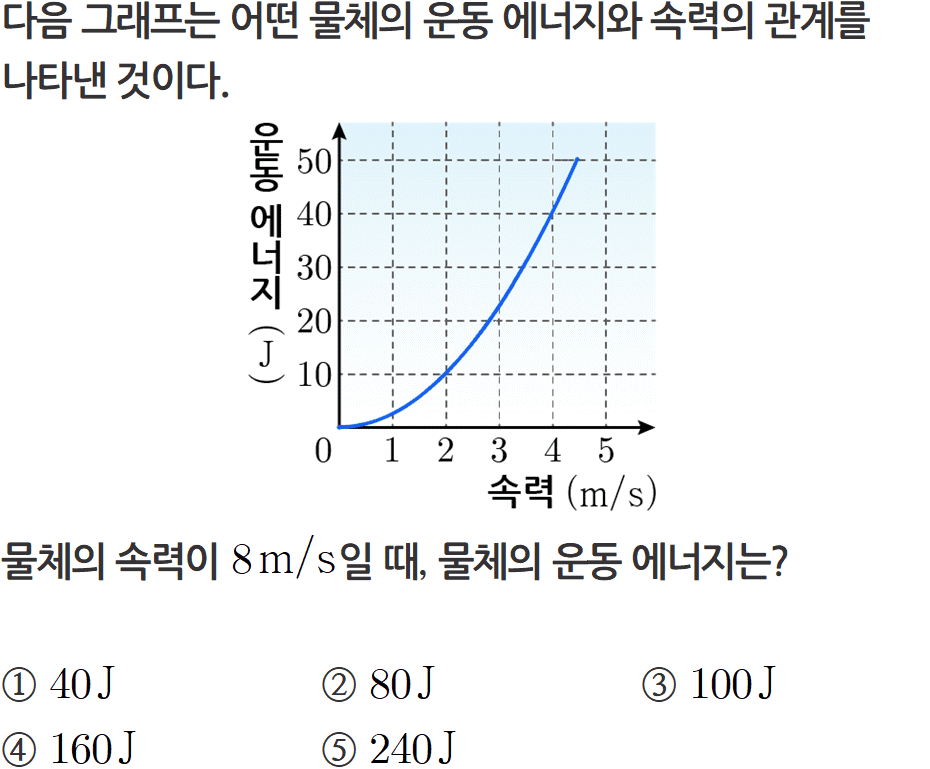 다음 그래프는 어떤 물체의 운동 에너지와 속력의 관계를
나타낸 것이다.
운동 에너지 (J)
50
40
30
20
10
0 1 2 3 4 5
속력 (m/s)
물체의 속력이 8 m/s일 때, 물체의 운동 에너지는?
① 40 J ② 80 J ③ 100 J
④ 160 J ⑤ 240 J